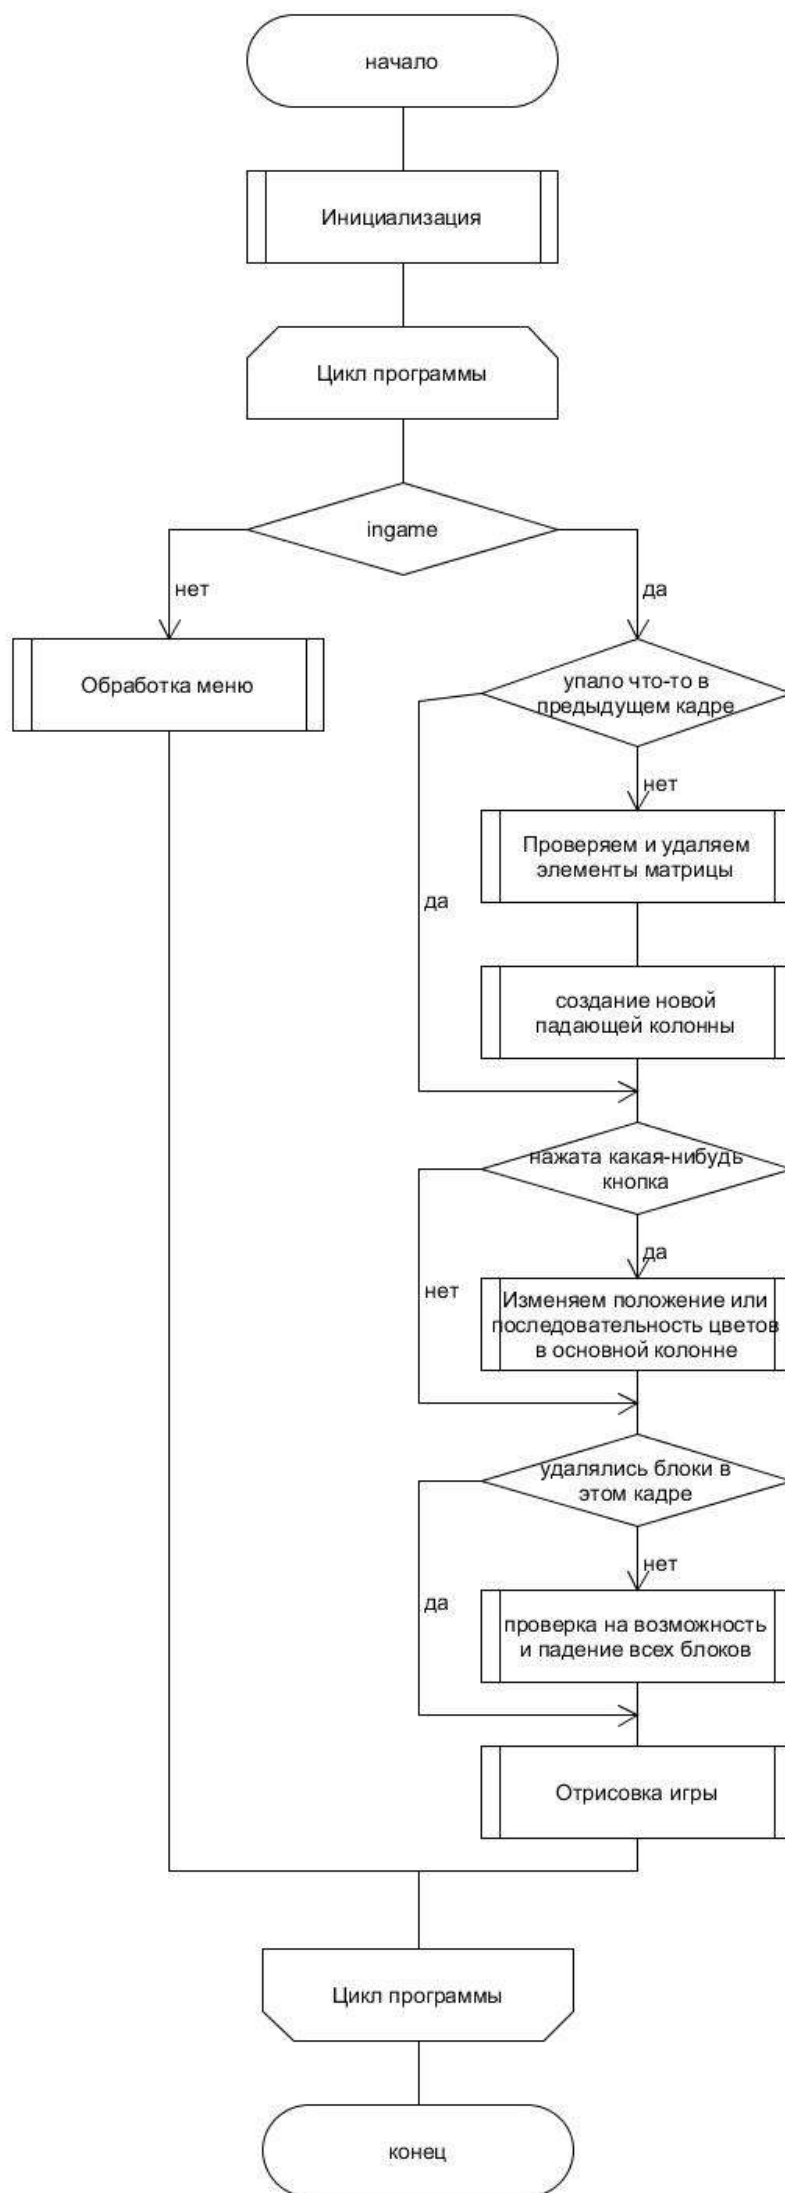 начало
Инициализация
Цикл программы
ingame
нет
да
Обработка меню
упало что-то в
предыдущем кадре
нет
Проверяем и удаляем
элементы матрицы
да
создание новой
падающей колонны
нажата какая-нибудь
кнопка
да
нет
Изменяем положение или
последовательность цветов
в основной колонне
удалялись блоки в
этом кадре
нет
да
проверка на возможность
и падение всех блоков
Отрисовка игры
Цикл программы
конец